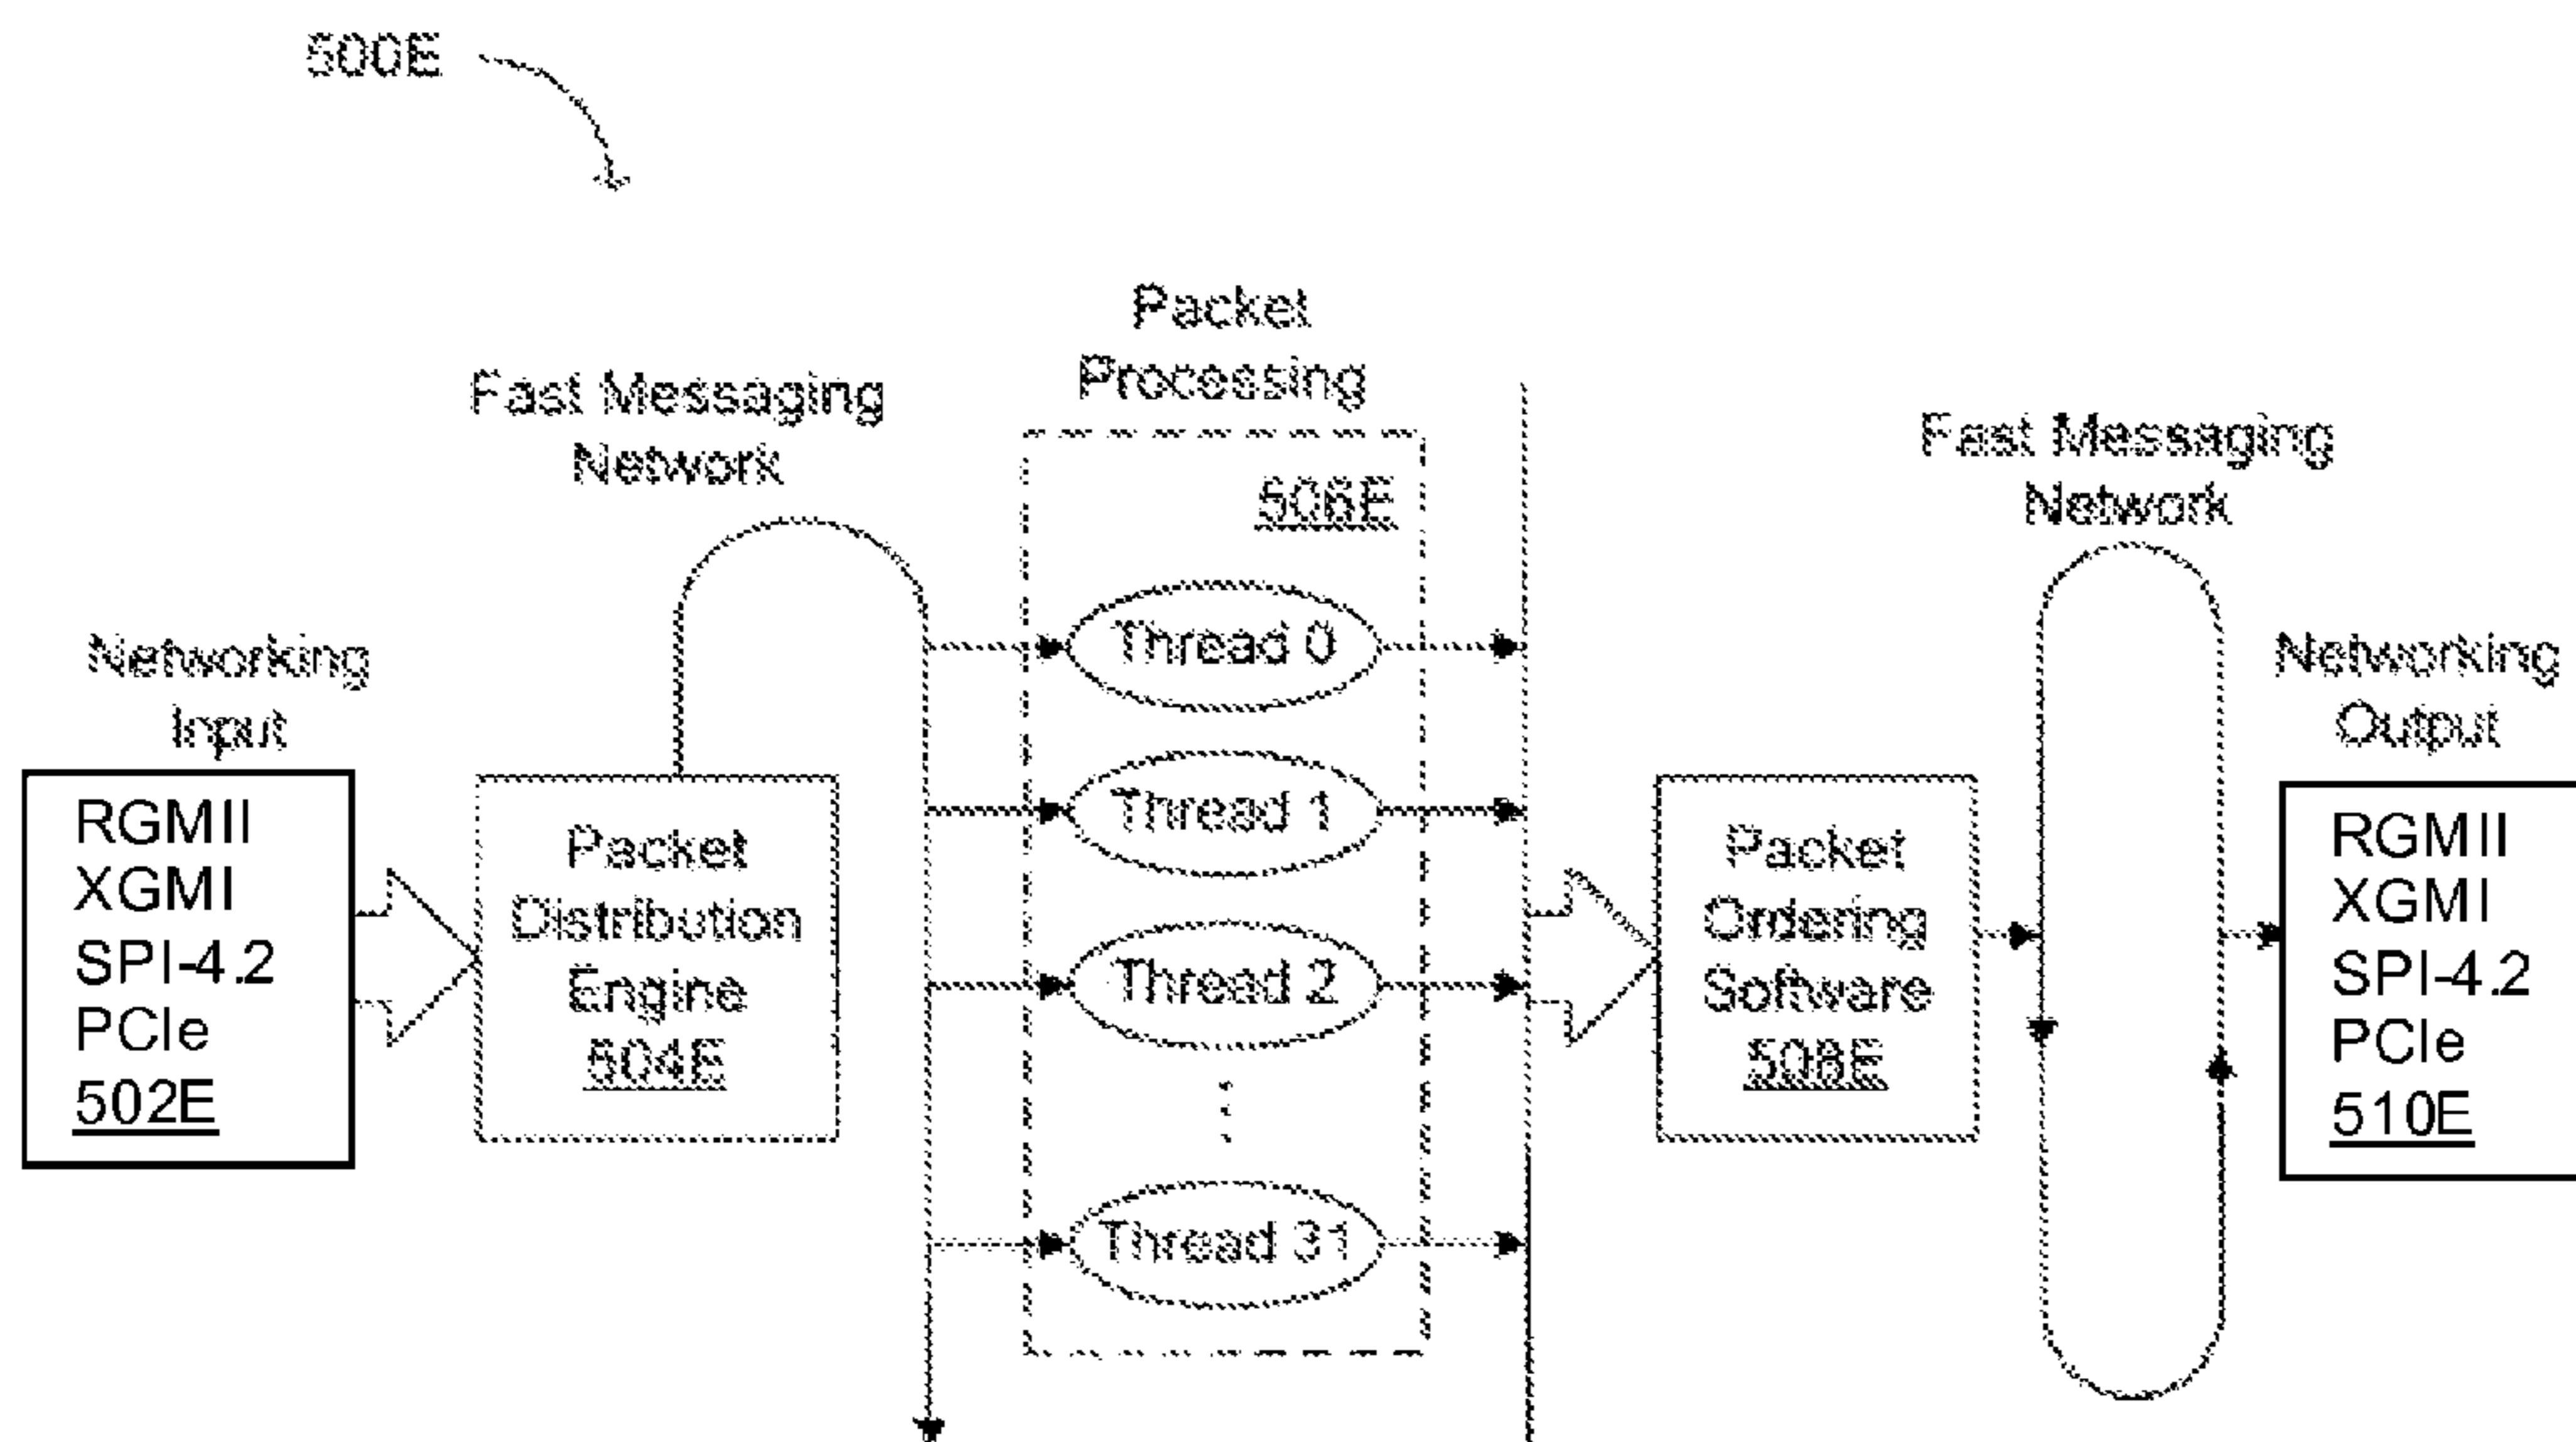 500E
Packet
Processing
Fast Messaging
Network
506E
Fast Messaging
Network
Networking
Input
RGMII
XGMI
SPI-4.2
PCIe
502E
Packet
Distribution
Engine
504E
Thread 0
Thread 1
Thread 2
Thread 31
Packet
Ordering
Software
508E
Networking
Output
RGMII
XGMI
SPI-4.2
PCIe
510E